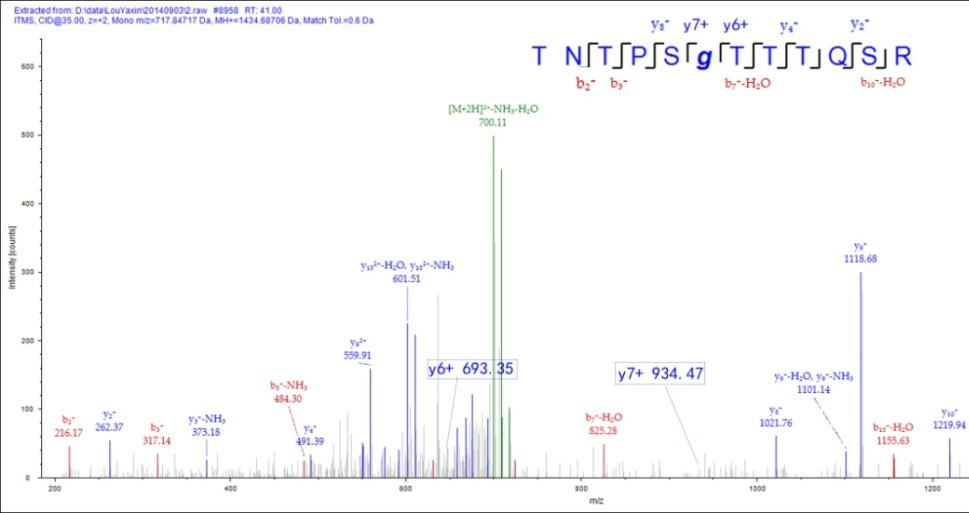 Extracted from: D:\data\LouYaxin\20140903\2.raw #8958 RT: 41.00
ITMS, CID@35.00, z=+2, Mono m/z=717.84717 Da, MH+=1434.68706 Da, Match Tol.=0.6 Da
y₈⁺ y7+ y6+ y₄⁺ y₂⁺
T N T P S g T T T Q S R
b₂⁺ b₃⁺ b₇⁺-H₂O b₁₀⁺-H₂O
[M+2H]²⁺-NH₃-H₂O
700.11
y₁₀²⁺-H₂O, y₁₀²⁺-NH₃
601.51
y₉⁺
1118.68
y₉²⁺
559.91
y6+ 693.35
y7+ 934.47
y₉⁺-H₂O, y₉⁺-NH₃
1101.14
b₅⁺-NH₃
484.30
b₂⁺
216.17
y₂⁺
262.37
b₃⁺
317.14
y₃⁺-NH₃
373.18
y₄⁺
491.39
b₇⁺-H₂O
825.28
y₈⁺
1021.76
b₁₀⁺-H₂O
1155.63
y₁₀⁺
1219.94
Intensity [counts]
600
500
400
300
200
100
0
200 400 600 800 1000 1200
m/z